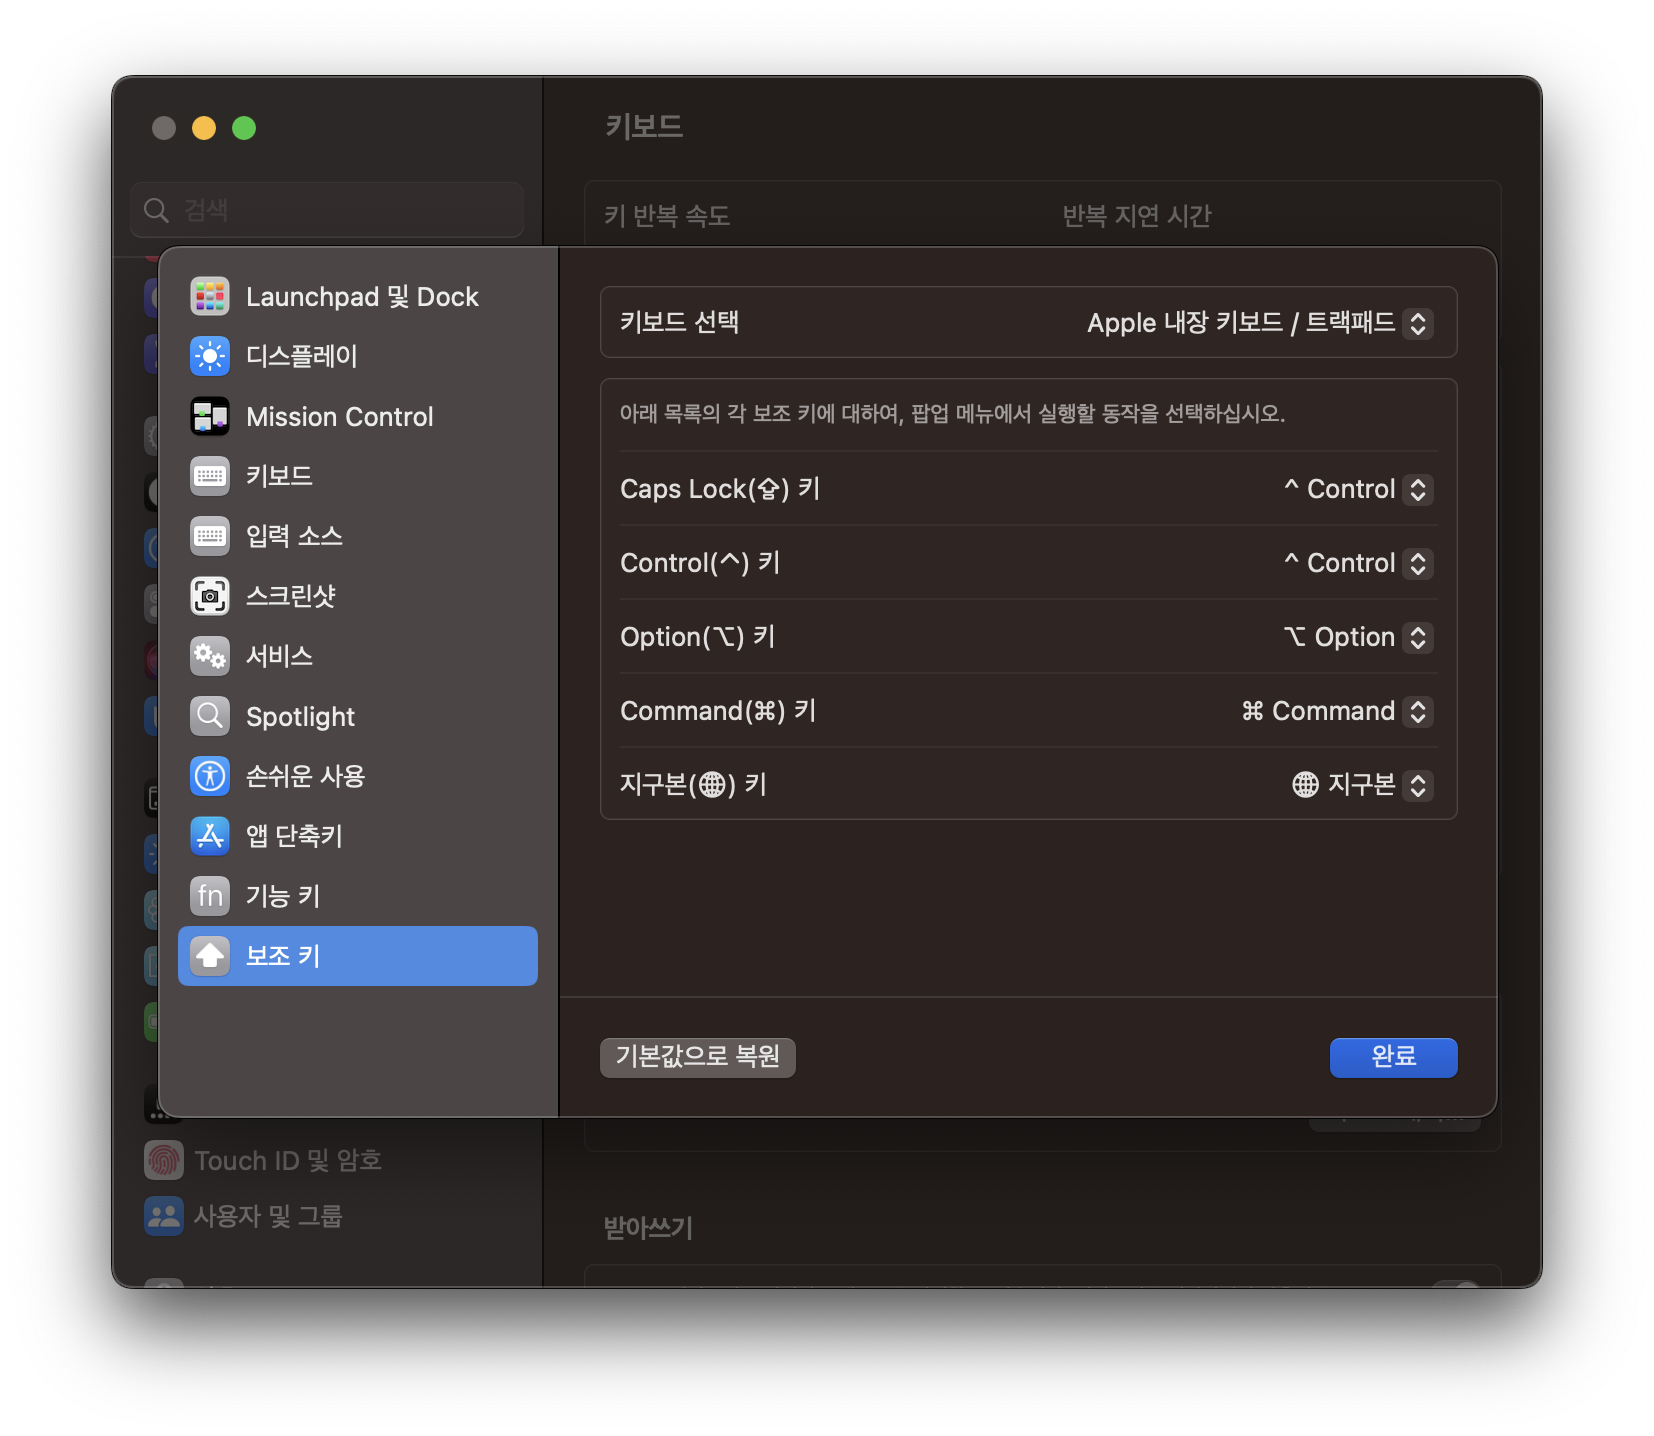 키보드
검색
키 반복 속도
반복 지연 시간
Launchpad 및 Dock
디스플레이
Mission Control
키보드
입력 소스
스크린샷
서비스
Spotlight
손쉬운 사용
앱 단축키
fn 기능 키
보조 키
키보드 선택 Apple 내장 키보드 / 트랙패드
아래 목록의 각 보조 키에 대하여, 팝업 메뉴에서 실행할 동작을 선택하십시오.
Caps Lock(⇪) 키 ^ Control
Control(^) 키 ^ Control
Option(⌥) 키 ⌥ Option
Command(⌘) 키 ⌘ Command
지구본(🌐) 키 🌐 지구본
기본값으로 복원
완료
Touch ID 및 암호
사용자 및 그룹
받아쓰기